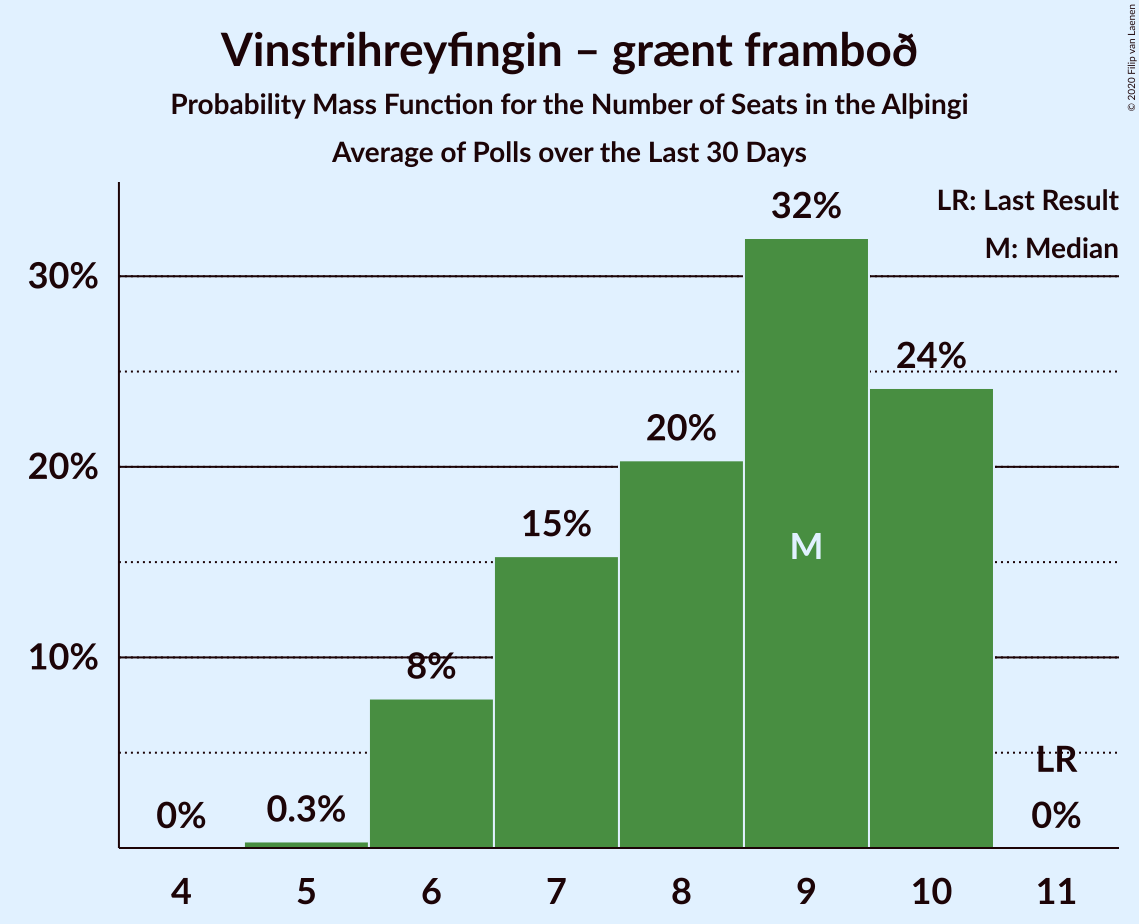 Vinstrihreyfingin – grænt framboð
Probability Mass Function for the Number of Seats in the Alþingi
Average of Polls over the Last 30 Days
© 2020 Filip van Laenen
LR: Last Result
M: Median
32%
30%
24%
20%
20%
15%
M
10%
8%
LR
0%
0.3%
0%
4 5 6 7 8 9 10 11